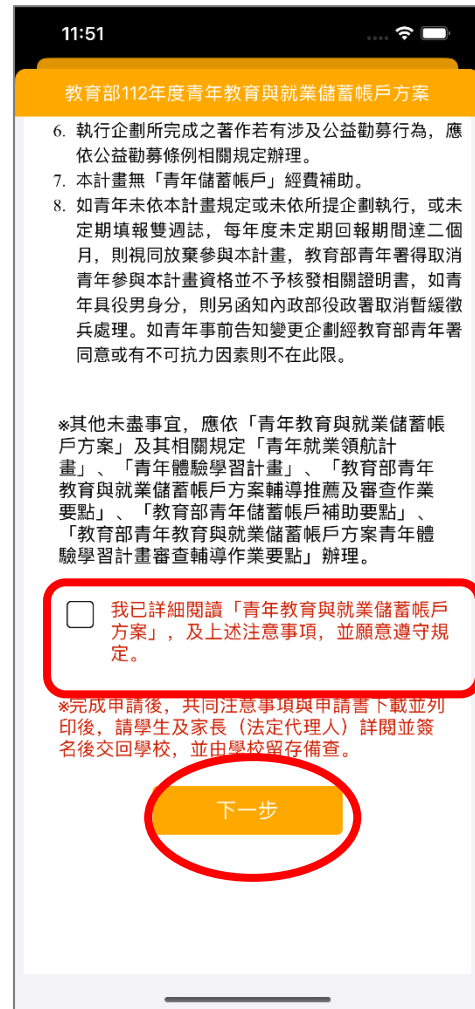 11:51
教育部112年度青年教育與就業儲蓄帳戶方案
6. 執行企劃所完成之著作若有涉及公益勸募行為，應
依公益勸募條例相關規定辦理。
7. 本計畫無「青年儲蓄帳戶」經費補助。
8. 如青年未依本計畫規定或未依所提企劃執行，或未
定期填報雙週誌，每年度未定期回報期間達二個
月，則視同放棄參與本計畫，教育部青年署得取消
青年參與本計畫資格並不予核發相關證明書，如青
年具役男身分，則另函知內政部役政署取消暫緩徵
兵處理。如青年事前告知變更企劃經教育部青年署
同意或有不可抗力因素則不在此限。
※其他未盡事宜，應依「青年教育與就業儲蓄帳
戶方案」及其相關規定「青年就業領航計
畫」、「青年體驗學習計畫」、「教育部青年
教育與就業儲蓄帳戶方案輔導推薦及審查作業
要點」、「教育部青年儲蓄帳戶補助要點」、
「教育部青年教育與就業儲蓄帳戶方案青年體
驗學習計畫審查輔導作業要點」辦理。
我已詳細閱讀「青年教育與就業儲蓄帳戶
方案」，及上述注意事項，並願意遵守規
定。
※完成申請後，共同注意事項與申請書下載並列
印後，請學生及家長（法定代理人）詳閱並簽
名後交回學校，並由學校留存備查。
下一步